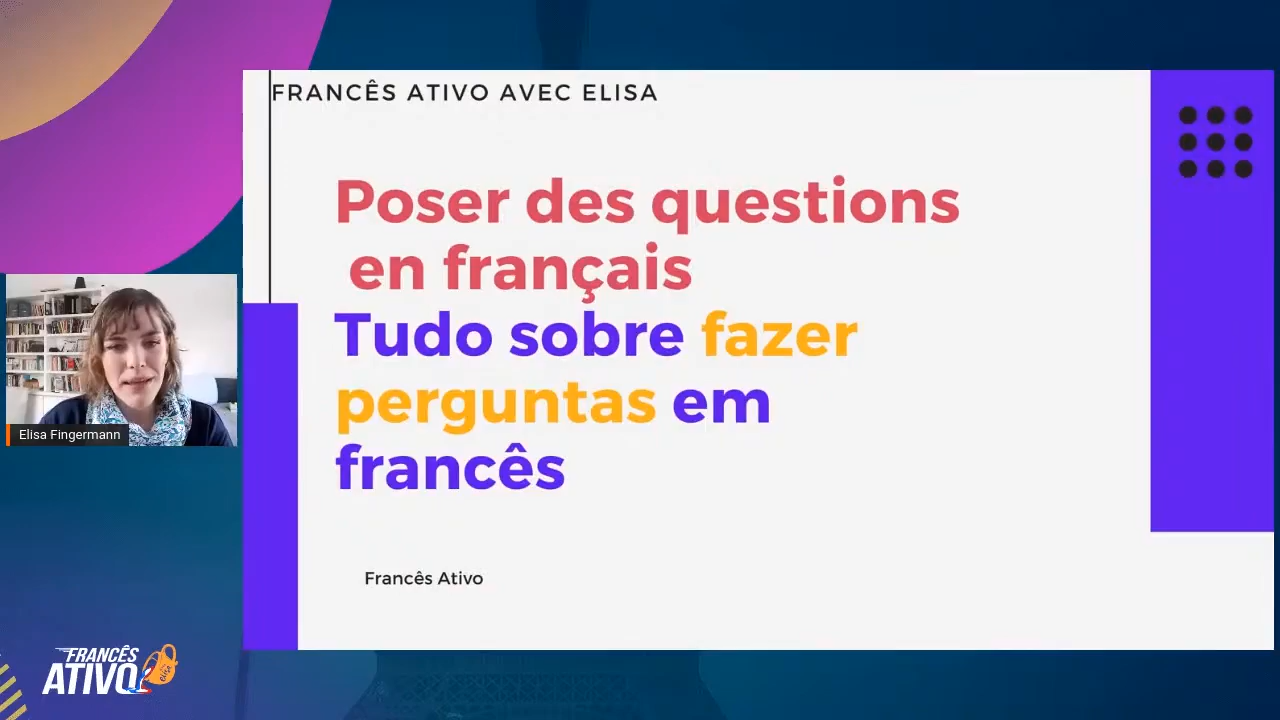 FRANCÊS ATIVO AVEC ELISA
Poser des questions
en français
Tudo sobre fazer
perguntas em
francês
Francês Ativo
Elisa Fingermann
FRANCÊS
ATIVO
elisa